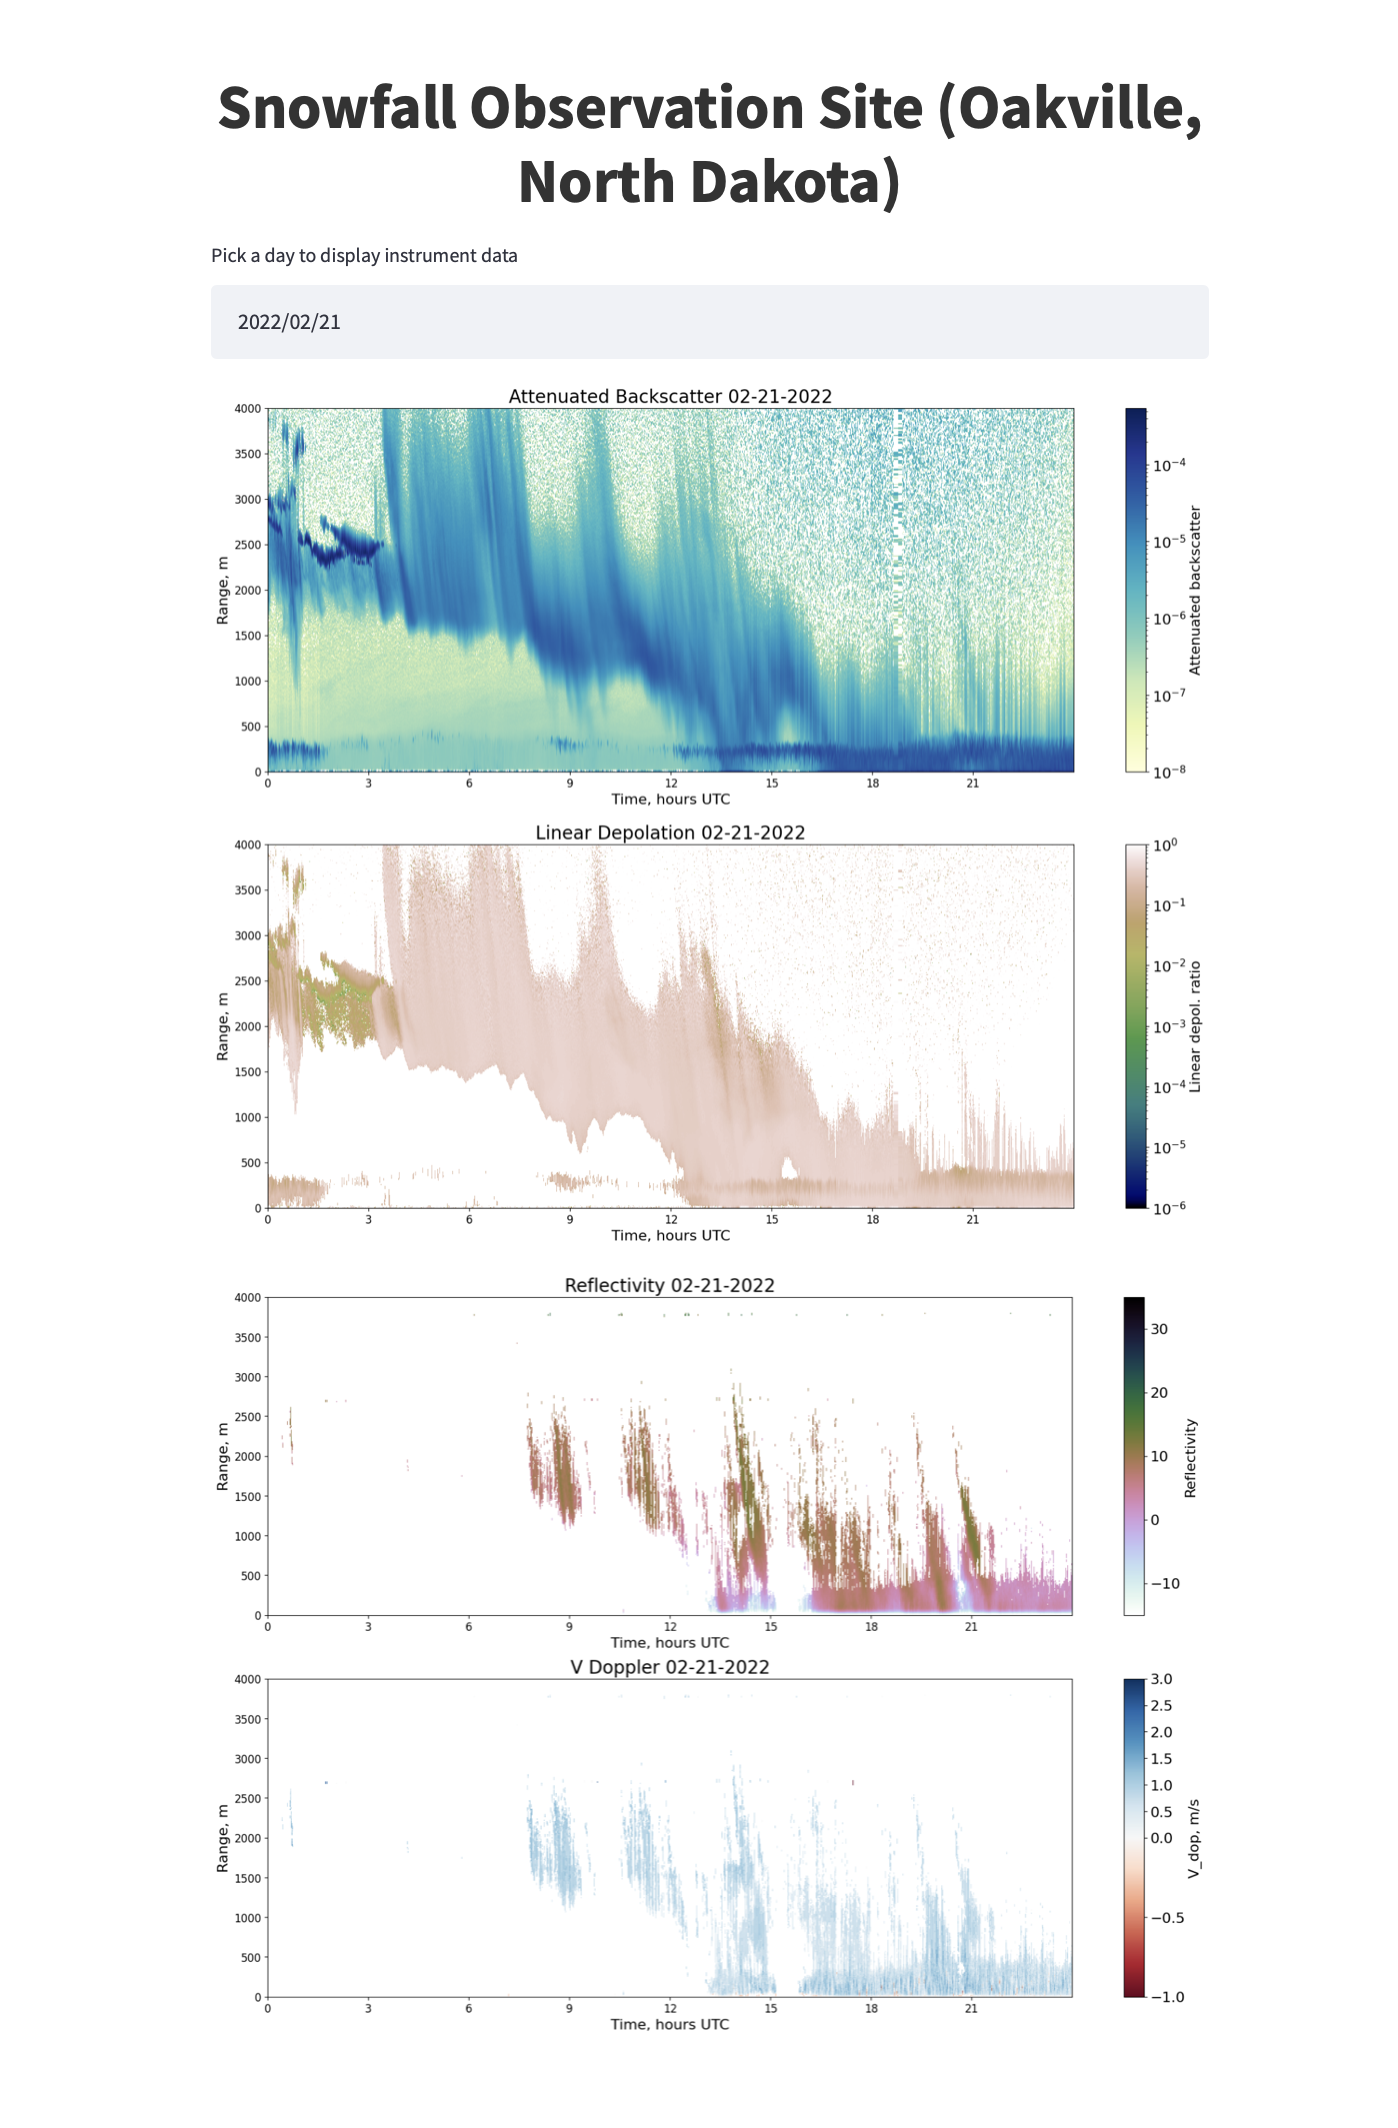 Snowfall Observation Site (Oakville,
North Dakota)
Pick a day to display instrument data
2022/02/21
Attenuated Backscatter 02-21-2022
4000
3500
3000
2500
2000
1500
1000
500
0
Range, m
0 3 6 9 12 15 18 21
Time, hours UTC
10⁻⁴
10⁻⁵
10⁻⁶
10⁻⁷
10⁻⁸
Attenuated backscatter
Linear Depolation 02-21-2022
4000
3500
3000
2500
2000
1500
1000
500
0
Range, m
0 3 6 9 12 15 18 21
Time, hours UTC
10⁰
10⁻¹
10⁻²
10⁻³
10⁻⁴
10⁻⁵
10⁻⁶
Linear depol. ratio
Reflectivity 02-21-2022
4000
3500
3000
2500
2000
1500
1000
500
0
Range, m
0 3 6 9 12 15 18 21
Time, hours UTC
30
20
10
0
−10
Reflectivity
V Doppler 02-21-2022
4000
3500
3000
2500
2000
1500
1000
500
0
Range, m
0 3 6 9 12 15 18 21
Time, hours UTC
3.0
2.5
2.0
1.5
1.0
0.5
0.0
−0.5
−1.0
V_dop, m/s